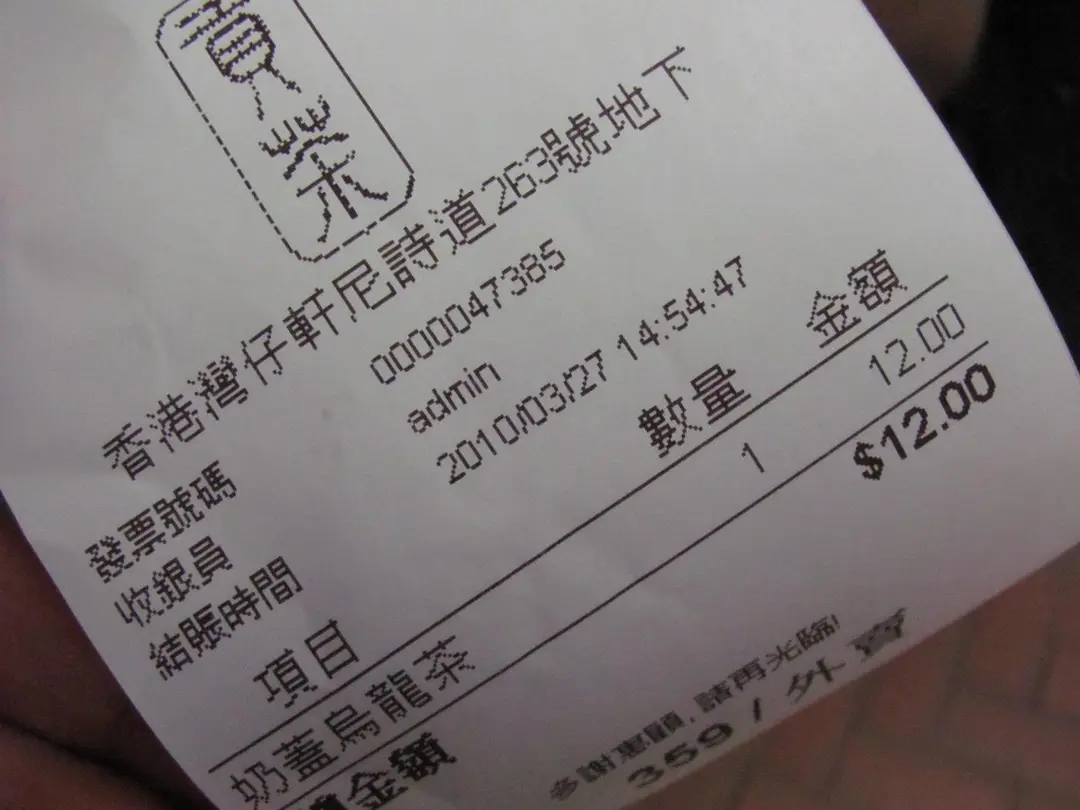 貢茶
香港灣仔軒尼詩道263號地下
發票號碼 0000047385
收銀員 admin
結賬時間 2010/03/27 14:54:47
項目 數量 金額
奶蓋烏龍茶 1 12.00
金額 $12.00
多謝惠顧,請再光臨!
359 / 外賣